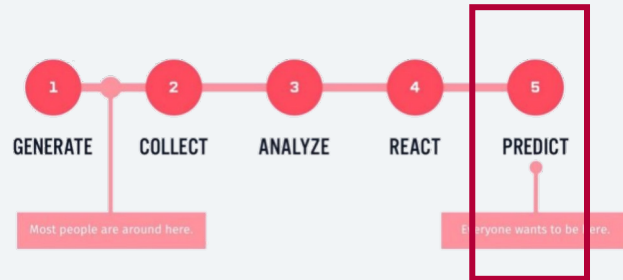 1 2 3 4 5
GENERATE COLLECT ANALYZE REACT PREDICT
Most people are around here. Everyone wants to be here.